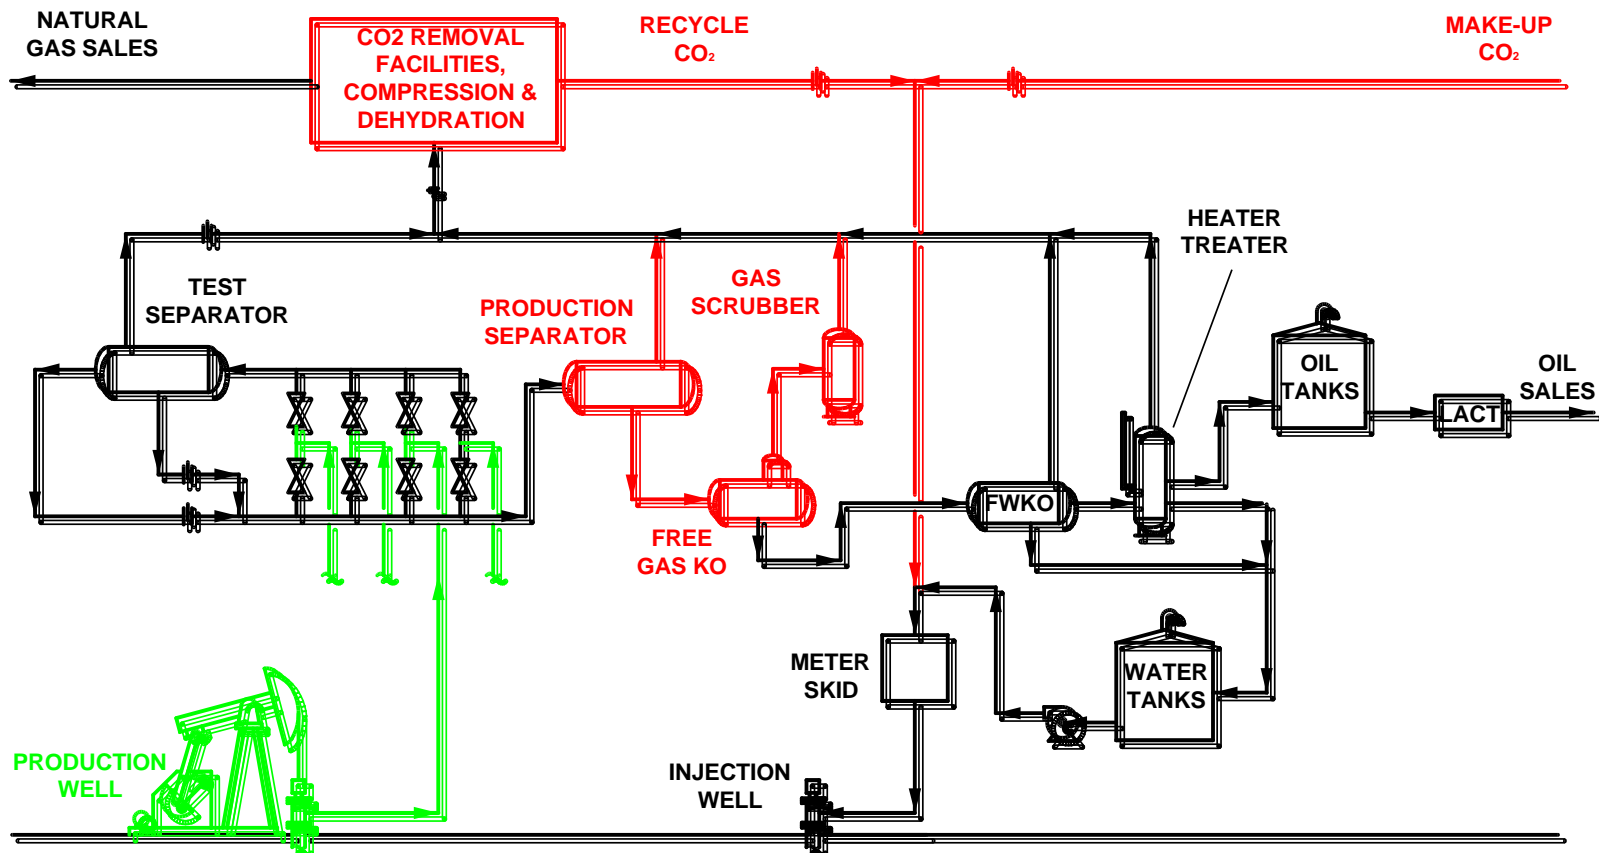 NATURAL
GAS SALES
CO2 REMOVAL
FACILITIES,
COMPRESSION &
DEHYDRATION
RECYCLE
CO₂
MAKE-UP
CO₂
HEATER
TREATER
TEST
SEPARATOR
PRODUCTION
SEPARATOR
GAS
SCRUBBER
OIL
TANKS
OIL
SALES
LACT
FWKO
FREE
GAS KO
METER
SKID
WATER
TANKS
PRODUCTION
WELL
INJECTION
WELL